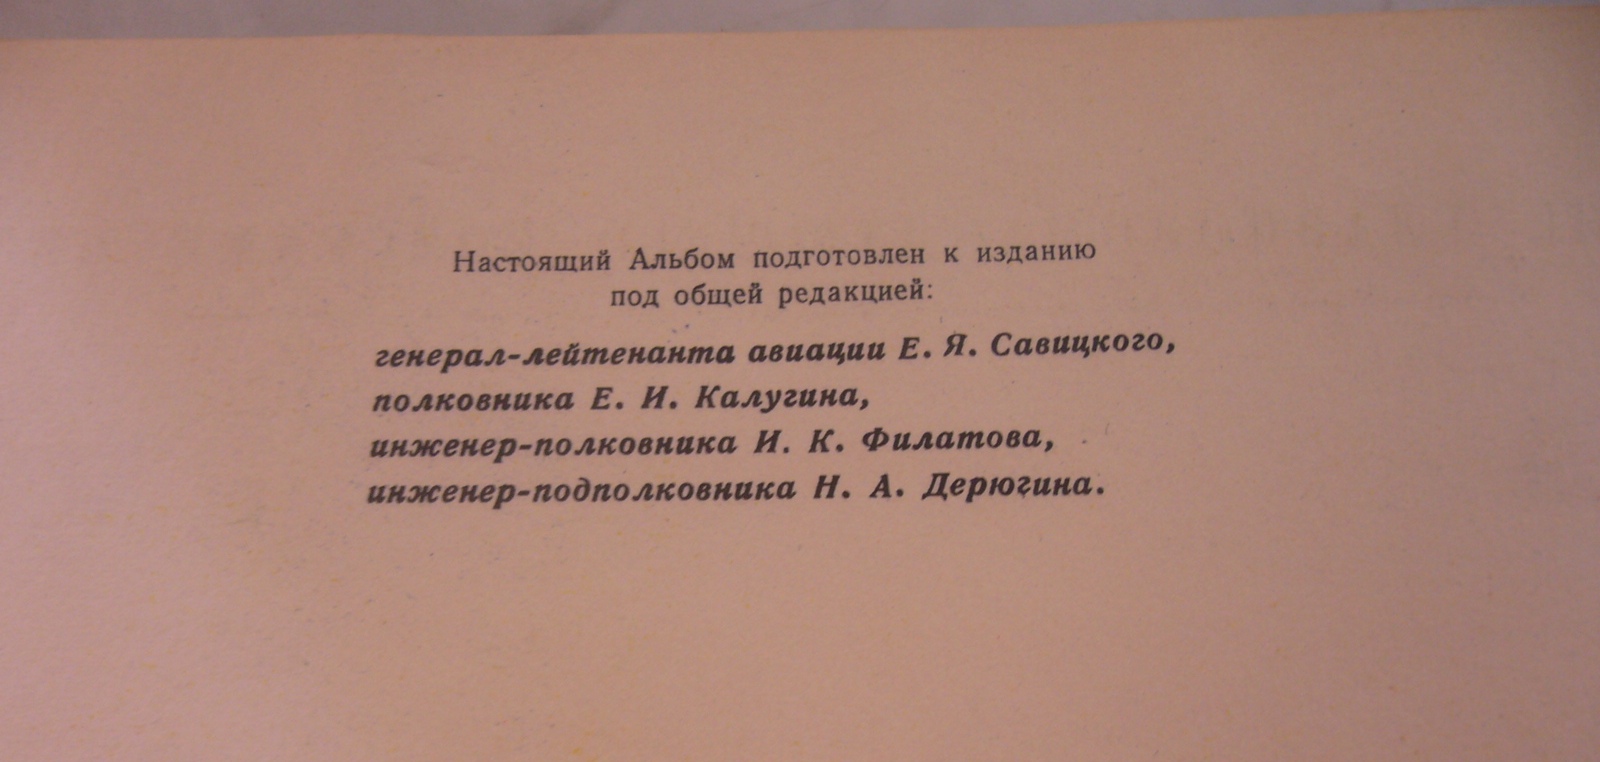 Настоящий Альбом подготовлен к изданию
под общей редакцией:
генерал-лейтенанта авиации Е. Я. Савицкого,
полковника Е. И. Калугина,
инженер-полковника И. К. Филатова,
инженер-подполковника Н. А. Дерюгина.